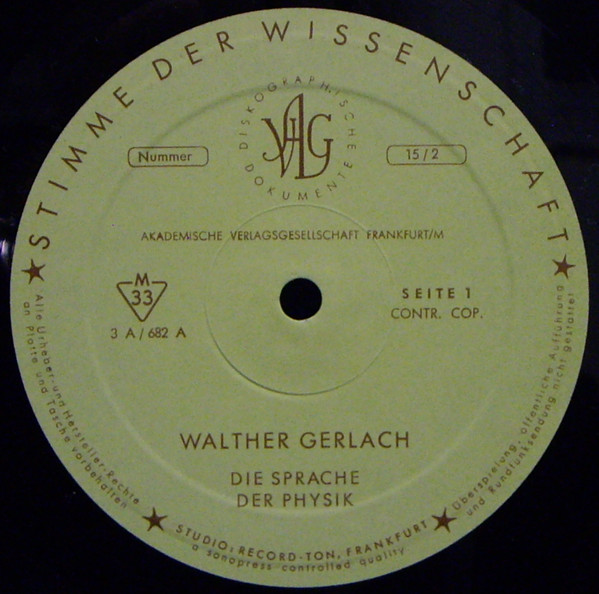 STIMME DER WISSENSCHAFT
DISKOGRAPHISCHE
DOKUMENTE
VAG
Nummer
15/2
AKADEMISCHE VERLAGSGESELLSCHAFT FRANKFURT/M
M
33
3 A/682 A
SEITE 1
CONTR. COP.
WALTHER GERLACH
DIE SPRACHE
DER PHYSIK
Alle Urheber- und Hersteller-Rechte
an Platte und Tasche vorbehalten
STUDIO: RECORD-TON, FRANKFURT
a sonopress controlled quality
Überspielung, öffentliche Aufführung
und Rundfunksendung nicht gestattet!